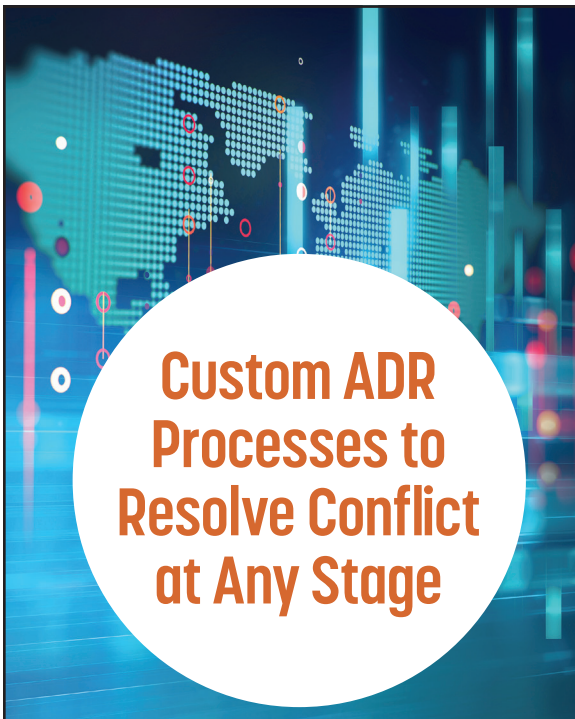 Custom ADR
Processes to
Resolve Conflict
at Any Stage